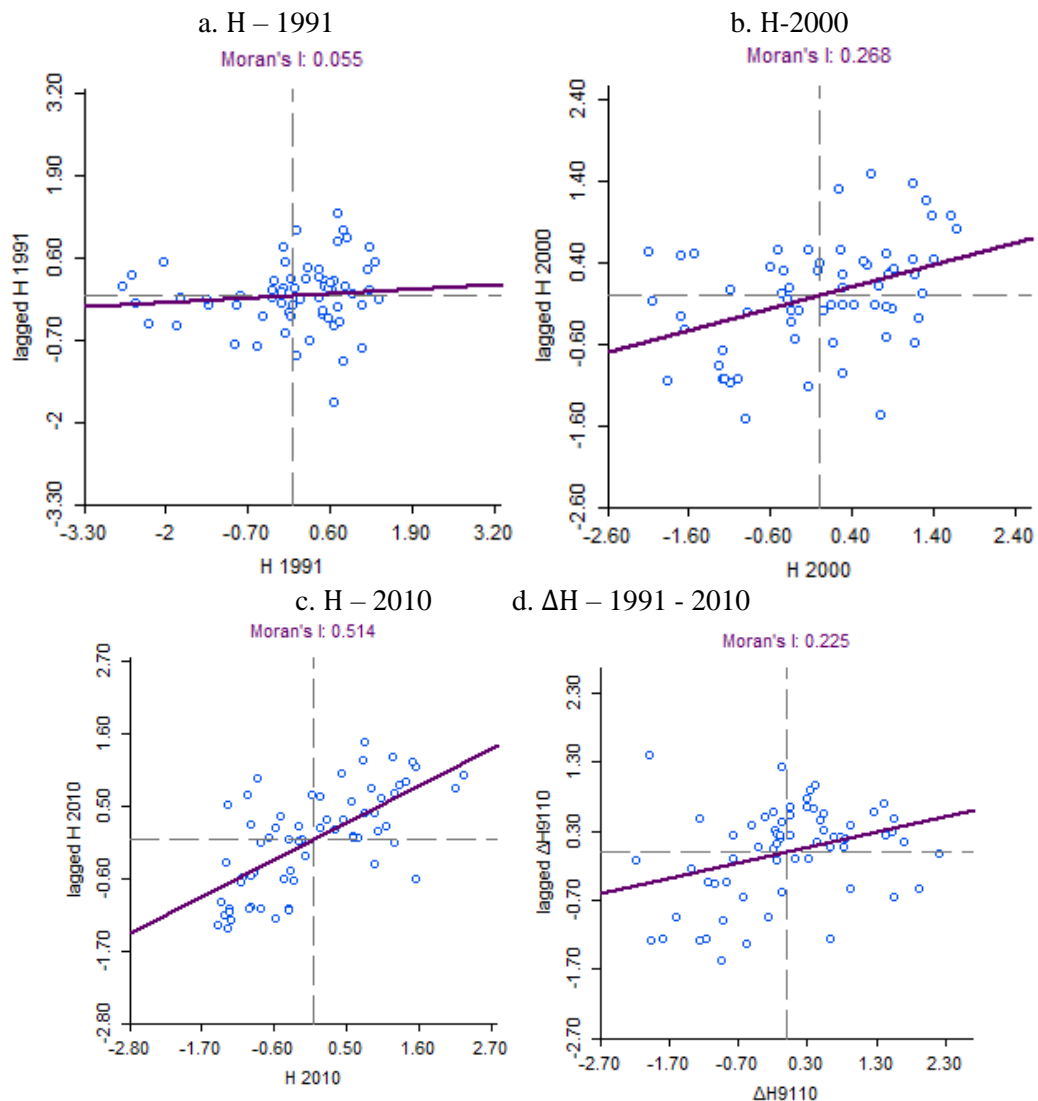 a. H – 1991
Moran's I: 0.055
3.20
1.90
0.60
-0.70
-2
-3.30
lagged H 1991
-3.30 -2 -0.70 0.60 1.90 3.20
H 1991
b. H-2000
Moran's I: 0.268
2.40
1.40
0.40
-0.60
-1.60
-2.60
lagged H 2000
-2.60 -1.60 -0.60 0.40 1.40 2.40
H 2000
c. H – 2010
Moran's I: 0.514
2.70
1.60
0.50
-0.60
-1.70
-2.80
lagged H 2010
-2.80 -1.70 -0.60 0.50 1.60 2.70
H 2010
d. ΔH – 1991 - 2010
Moran's I: 0.225
2.30
1.30
0.30
-0.70
-1.70
-2.70
lagged ΔH9110
-2.70 -1.70 -0.70 0.30 1.30 2.30
ΔH9110